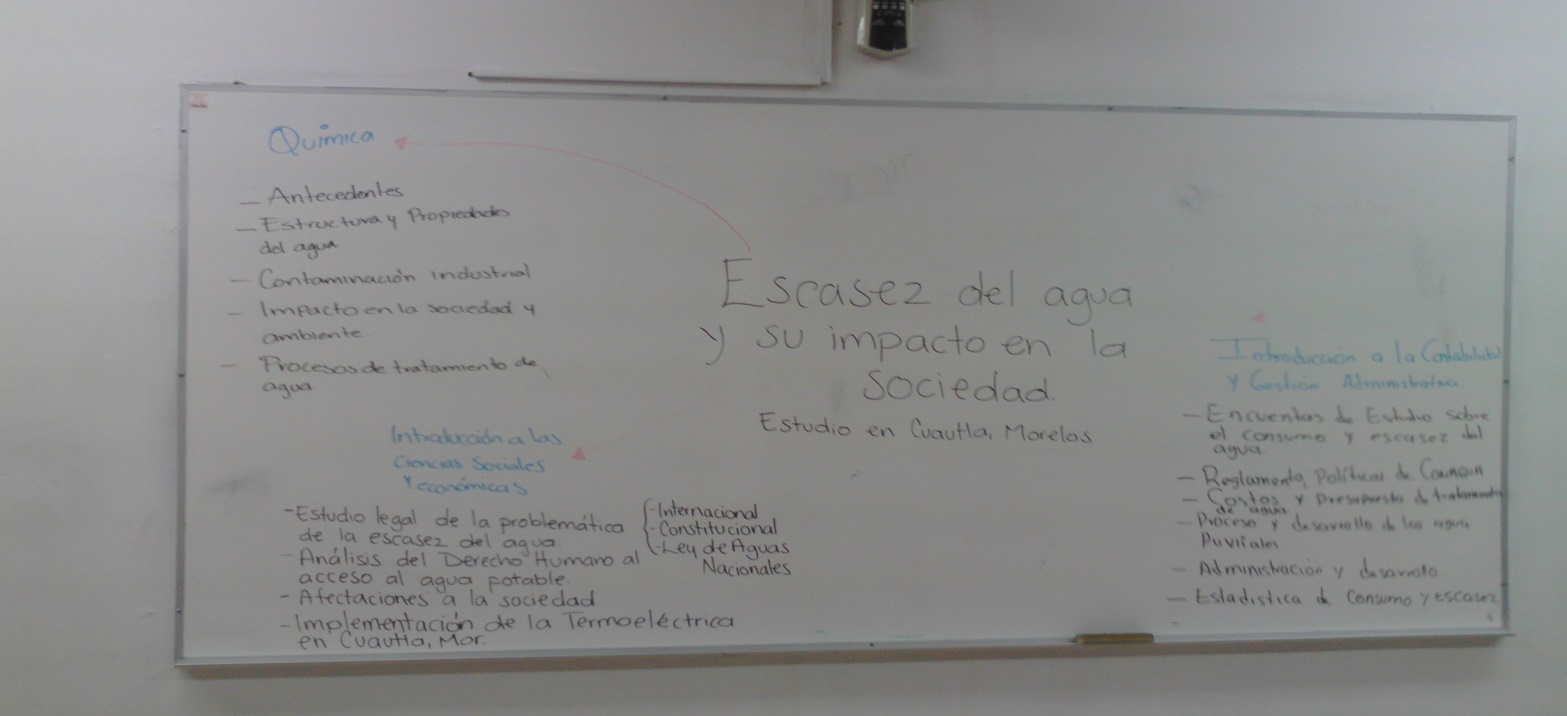 Química
- Antecedentes
- Estructura y Propiedades
del agua
- Contaminación industrial
- Impacto en la sociedad y
ambiente
- Procesos de tratamiento de
agua
Escasez del agua
y su impacto en la
sociedad.
Estudio en Cuautla, Morelos
Introducción a las
Ciencias Sociales
y económicas
- Estudio legal de la problemática
de la escasez del agua
- Internacional
- Constitucional
- Ley de Aguas
Nacionales
- Análisis del Derecho Humano al
acceso al agua potable.
- Afectaciones a la sociedad
- Implementación de la Termoeléctrica
en Cuautla, Mor.
Introducción a la Contabilidad
y Gestión Administrativa
- Encuentas de Estudio sobre
el consumo y escasez del
agua
- Reglamento, Políticas de
- Costos y Presupuesto de tratamiento
de agua
- Proceso y desarrollo de las agua
Puvliales
- Administración y desarrollo
- Estadistica de Consumo y escasez